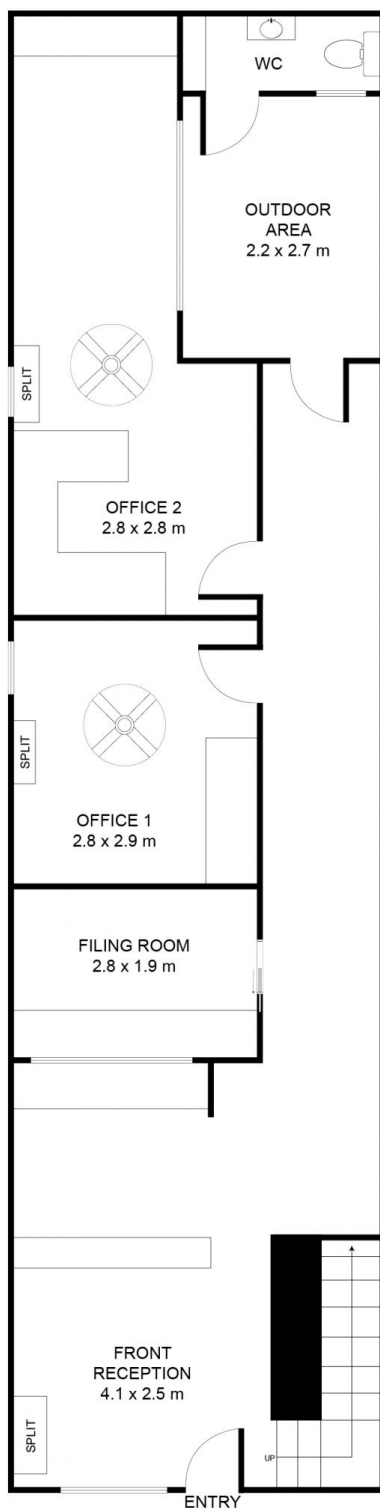 WC
OUTDOOR
AREA
2.2 x 2.7 m
SPLIT
OFFICE 2
2.8 x 2.8 m
SPLIT
OFFICE 1
2.8 x 2.9 m
FILING ROOM
2.8 x 1.9 m
FRONT
RECEPTION
4.1 x 2.5 m
SPLIT
UP
ENTRY